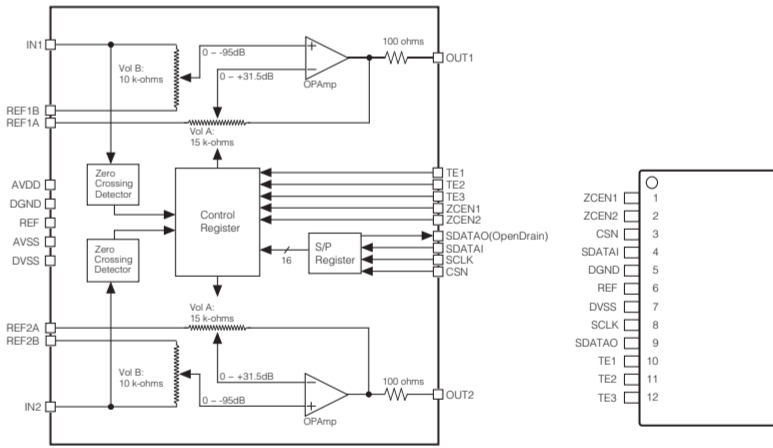 IN1
Vol B:
10 k-ohms
0 – -95dB
0 – +31.5dB
OPAmp
100 ohms
OUT1
REF1B
REF1A
Vol A:
15 k-ohms
Zero
Crossing
Detector
AVDD
DGND
REF
AVSS
DVSS
Control
Register
TE1
TE2
TE3
ZCEN1
ZCEN2
S/P
Register
16
SDATAO(OpenDrain)
SDATAI
SCLK
CSN
Zero
Crossing
Detector
Vol A:
15 k-ohms
REF2A
REF2B
Vol B:
10 k-ohms
0 – +31.5dB
0 – -95dB
OPAmp
100 ohms
OUT2
IN2
ZCEN1 1
ZCEN2 2
CSN 3
SDATAI 4
DGND 5
REF 6
DVSS 7
SCLK 8
SDATAO 9
TE1 10
TE2 11
TE3 12